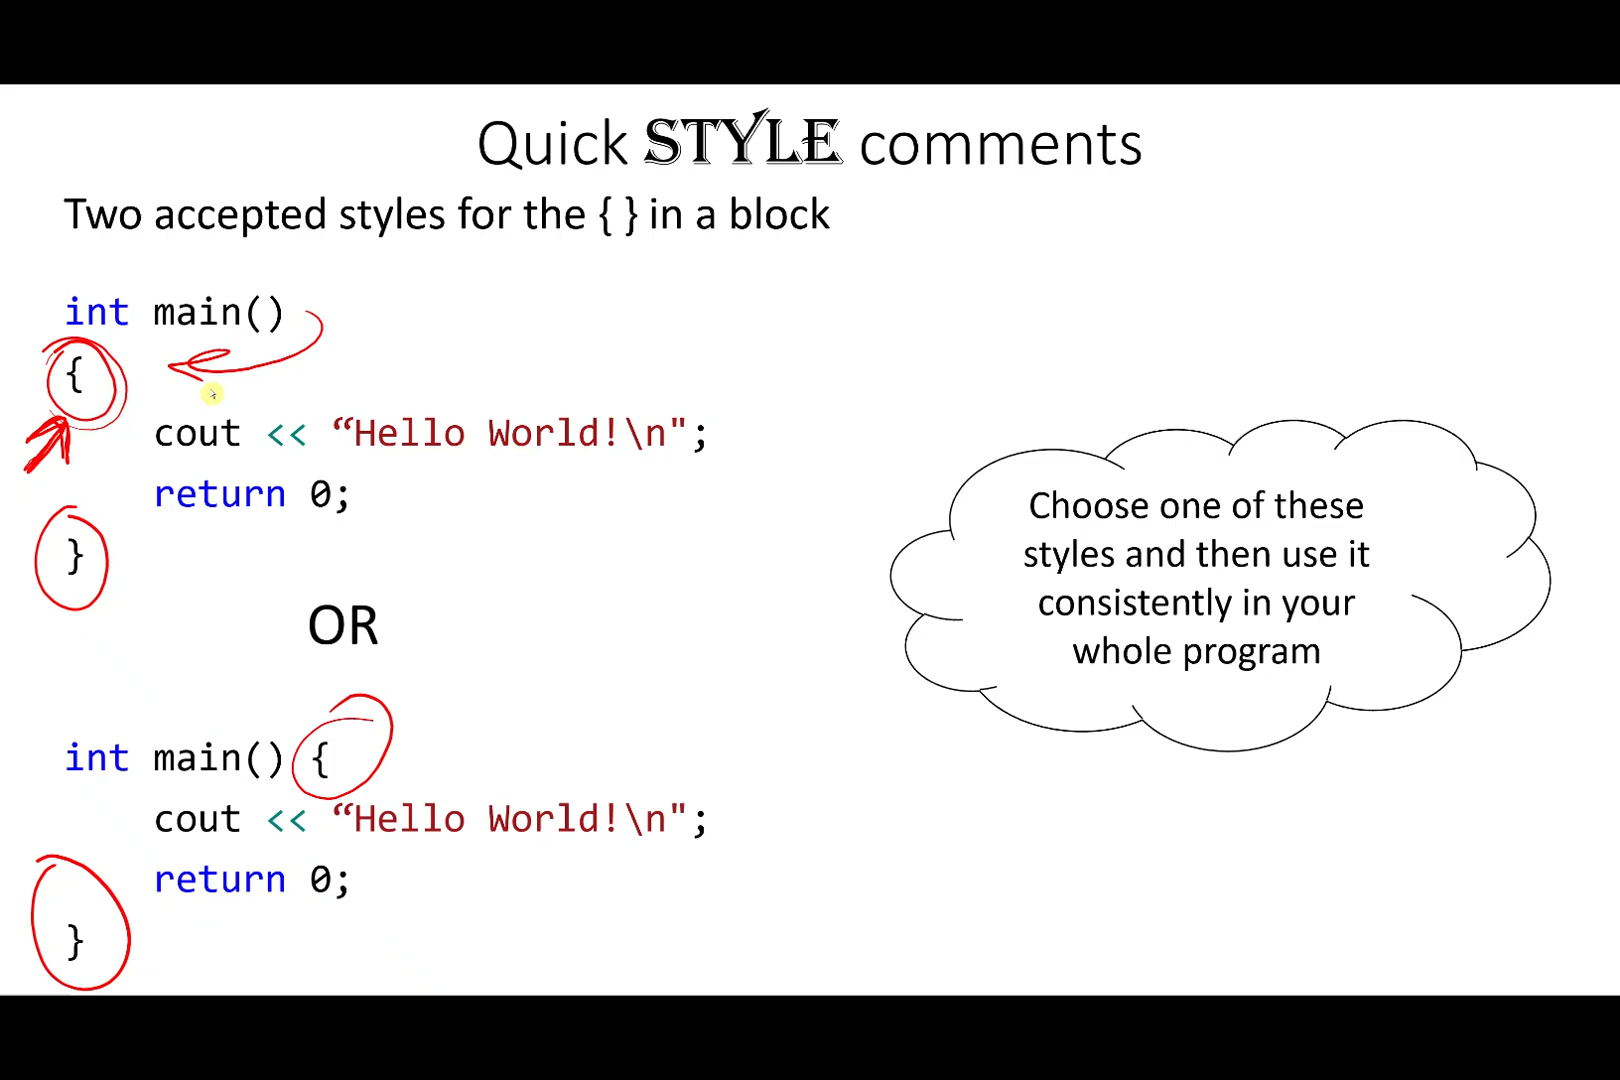 Quick STYLE comments
Two accepted styles for the { } in a block
int main()
{
cout << “Hello World!\n";
return 0;
}
OR
int main() {
cout << “Hello World!\n";
return 0;
}
Choose one of these
styles and then use it
consistently in your
whole program